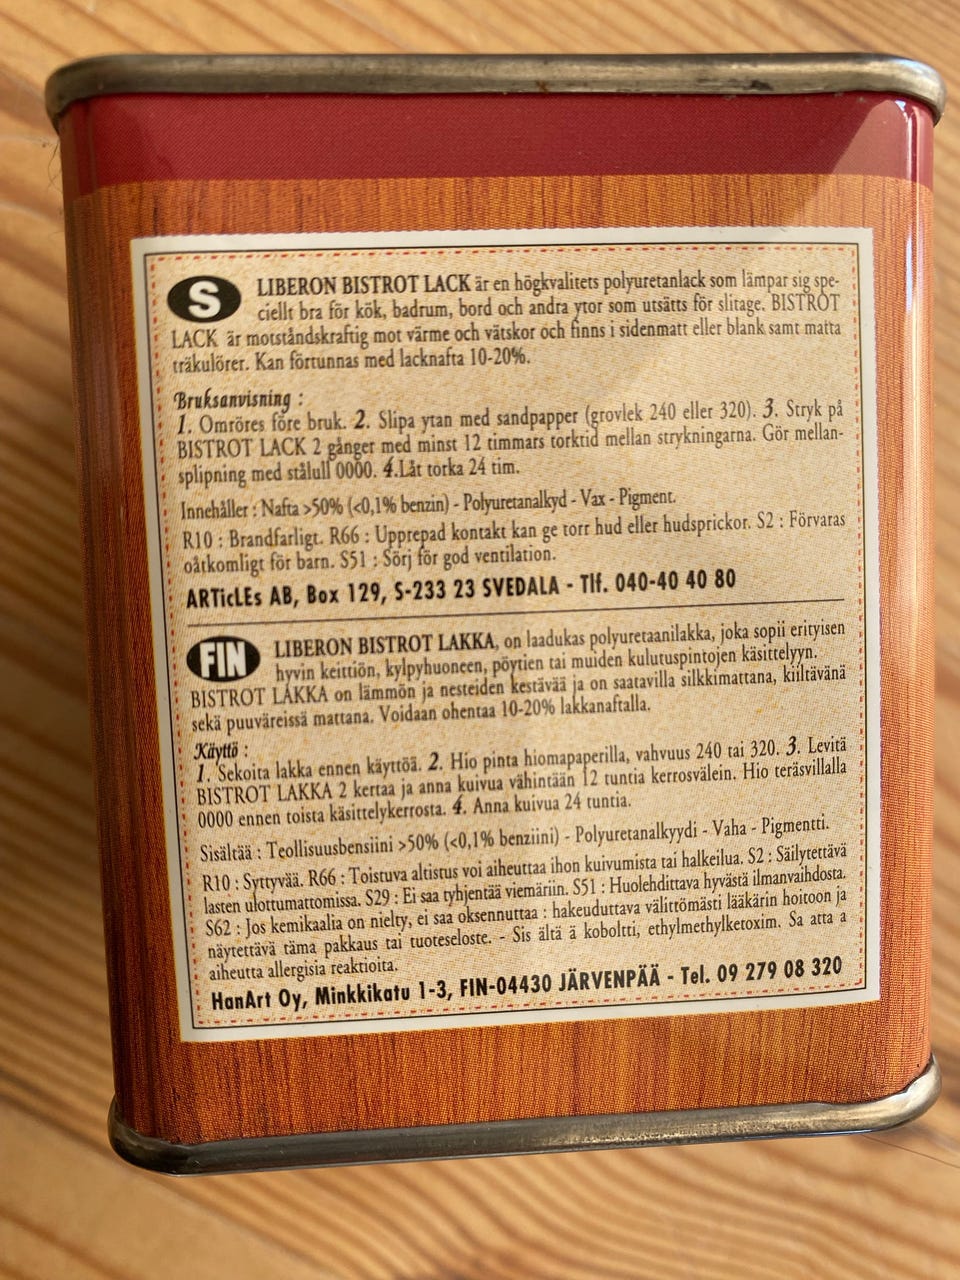 S LIBERON BISTROT LACK är en högkvalitets polyuretanlack som lämpar sig spe-
ciellt bra för kök, badrum, bord och andra ytor som utsätts för slitage. BISTROT
LACK är motståndskraftig mot värme och vätskor och finns i sidenmatt eller blank samt matta
träkulörer. Kan förtunnas med lacknafta 10-20%.
Bruksanvisning :
1. Omröres före bruk. 2. Slipa ytan med sandpapper (grovlek 240 eller 320). 3. Stryk på
BISTROT LACK 2 gånger med minst 12 timmars torktid mellan strykningarna. Gör mellan-
splipning med stålull 0000. 4.Låt torka 24 tim.
Innehåller : Nafta >50% (<0,1% benzin) - Polyuretanalkyd - Vax - Pigment.
R10 : Brandfarligt. R66 : Upprepad kontakt kan ge torr hud eller hudsprickor. S2 : Förvaras
oåtkomligt för barn. S51 : Sörj för god ventilation.
ARTicLEs AB, Box 129, S-233 23 SVEDALA - Tlf. 040-40 40 80
FIN LIBERON BISTROT LAKKA, on laadukas polyuretaanilakka, joka sopii erityisen
hyvin keittiön, kylpyhuoneen, pöytien tai muiden kulutuspintojen käsittelyyn.
BISTROT LAKKA on lämmön ja nesteiden kestävää ja on saatavilla silkkimattana, kiiltävänä
sekä puuväreissä mattana. Voidaan ohentaa 10-20% lakkanaftalla.
Käyttö :
1. Sekoita lakka ennen käyttöä. 2. Hio pinta hiomapaperilla, vahvuus 240 tai 320. 3. Levitä
BISTROT LAKKA 2 kertaa ja anna kuivua vähintään 12 tuntia kerrosvälein. Hio teräsvillalla
0000 ennen toista käsittelykerrosta. 4. Anna kuivua 24 tuntia.
Sisältää : Teollisuusbensiini >50% (<0,1% benziini) - Polyuretanalkyydi - Vaha - Pigmentti.
R10 : Syttyvää. R66 : Toistuva altistus voi aiheuttaa ihon kuivumista tai halkeilua. S2 : Säilytettävä
lasten ulottumattomissa. S29 : Ei saa tyhjentää viemäriin. S51 : Huolehdittava hyvästä ilmanvaihdosta.
S62 : Jos kemikaalia on nielty, ei saa oksennuttaa : hakeuduttava välittömästi lääkärin hoitoon ja
näytettävä täma pakkaus tai tuoteseloste. - Sis ältä ä koboltti, ethylmethylketoxim. Sa atta a
aiheutta allergisia reaktioita.
HanArt Oy, Minkkikatu 1-3, FIN-04430 JÄRVENPÄÄ - Tel. 09 279 08 320